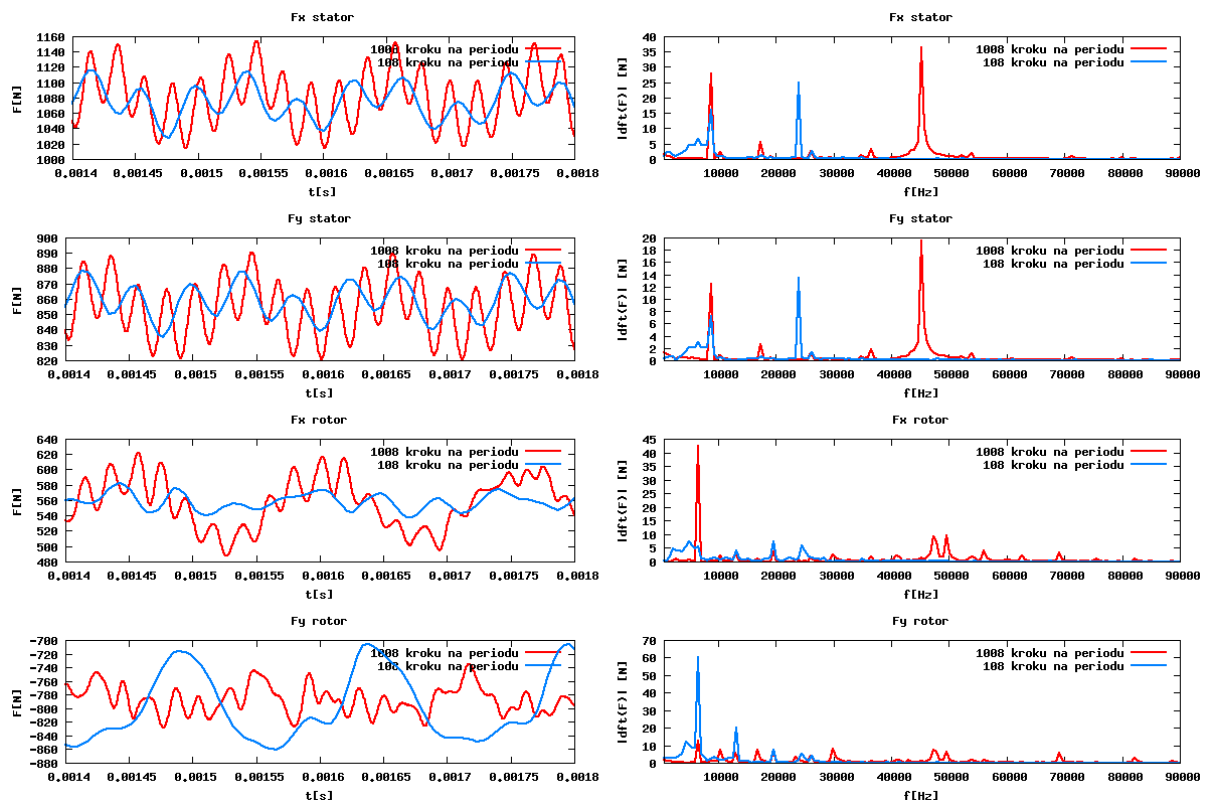 Fx stator
1160
1140
1120
1100
1080
1060
1040
1020
1000
F[N]
1008 kroku na periodu
108 kroku na periodu
0.0014 0.00145 0.0015 0.00155 0.0016 0.00165 0.0017 0.00175 0.0018
t[s]
Fx stator
40
35
30
25
20
15
10
5
0
|dft(F)| [N]
1008 kroku na periodu
108 kroku na periodu
10000 20000 30000 40000 50000 60000 70000 80000 90000
f[Hz]
Fy stator
900
890
880
870
860
850
840
830
820
F[N]
1008 kroku na periodu
108 kroku na periodu
0.0014 0.00145 0.0015 0.00155 0.0016 0.00165 0.0017 0.00175 0.0018
t[s]
Fy stator
20
18
16
14
12
10
8
6
4
2
0
|dft(F)| [N]
1008 kroku na periodu
108 kroku na periodu
10000 20000 30000 40000 50000 60000 70000 80000 90000
f[Hz]
Fx rotor
640
620
600
580
560
540
520
500
480
F[N]
1008 kroku na periodu
108 kroku na periodu
0.0014 0.00145 0.0015 0.00155 0.0016 0.00165 0.0017 0.00175 0.0018
t[s]
Fx rotor
45
40
35
30
25
20
15
10
5
0
|dft(F)| [N]
1008 kroku na periodu
108 kroku na periodu
10000 20000 30000 40000 50000 60000 70000 80000 90000
f[Hz]
Fy rotor
-700
-720
-740
-760
-780
-800
-820
-840
-860
-880
F[N]
1008 kroku na periodu
108 kroku na periodu
0.0014 0.00145 0.0015 0.00155 0.0016 0.00165 0.0017 0.00175 0.0018
t[s]
Fy rotor
70
60
50
40
30
20
10
0
|dft(F)| [N]
1008 kroku na periodu
108 kroku na periodu
10000 20000 30000 40000 50000 60000 70000 80000 90000
f[Hz]